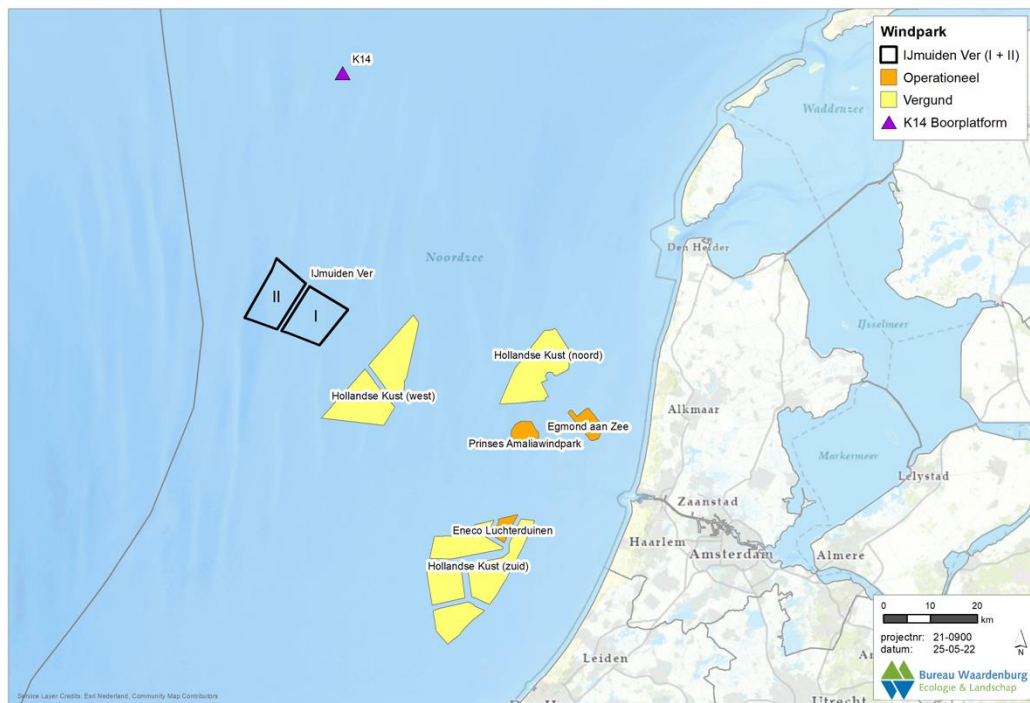 K14
Windpark
IJmuiden Ver (I + II)
Operationeel
Vergund
K14 Boorplatform
Waddenzee
Den Helder
Noordzee
IJmuiden Ver
II
I
IJsselmeer
Hollandse Kust (noord)
Hollandse Kust (west)
Alkmaar
Egmond aan Zee
Prinses Amaliawindpark
Markermeer
Lelystad
Zaanstad
Eneco Luchterduinen
Haarlem
Amsterdam
Almere
Hollandse Kust (zuid)
0 10 20
km
projectnr: 21-0900
datum: 25-05-22
N
Leiden
Bureau Waardenburg
Ecologie & Landschap
Utrecht
Service Layer Credits: Esri Nederland, Community Map Contributors